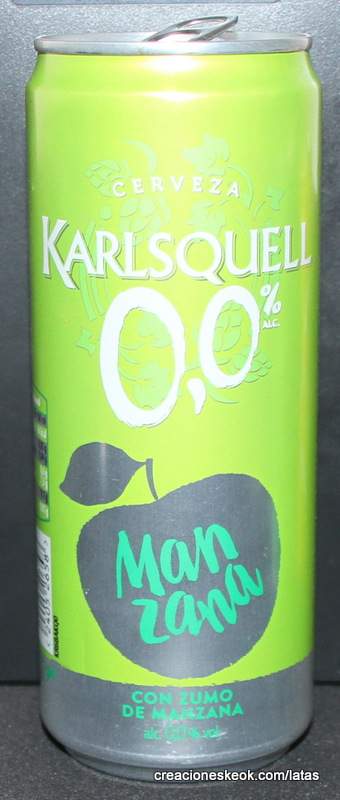 CERVEZA
KARLSQUELL
0,0%
ALC.
Man
zana
CON ZUMO
DE MANZANA
creacioneskeok.com/latas